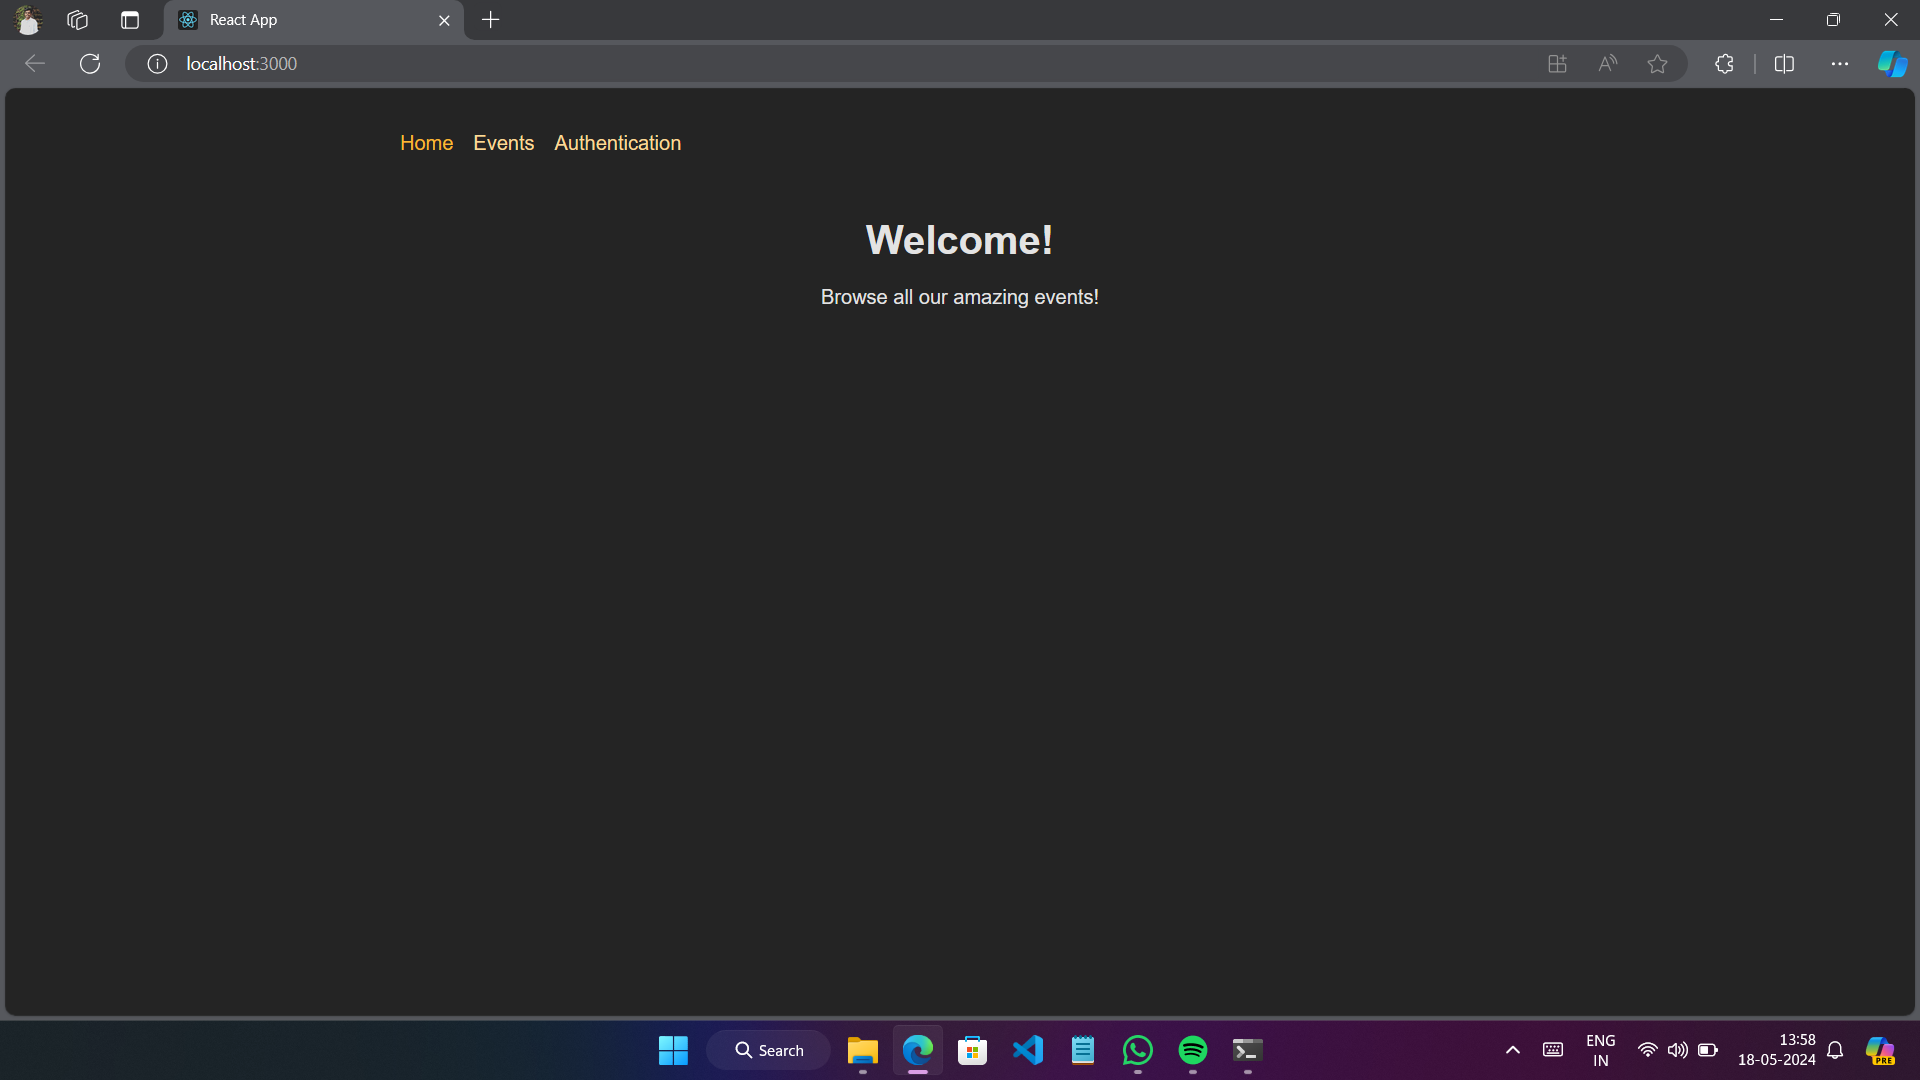 React App
localhost:3000
Home Events Authentication
Welcome!
Browse all our amazing events!
Search
ENG
IN
13:58
18-05-2024
PRE